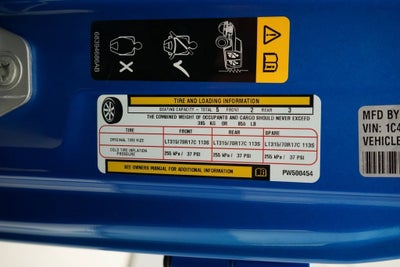 68394086AB
TIRE AND LOADING INFORMATION
SEATING CAPACITY - TOTAL 5 FRONT 2 REAR 3
THE COMBINED WEIGHT OF OCCUPANTS AND CARGO SHOULD NEVER EXCEED
385 KG OR 850 LB
TIRE FRONT REAR SPARE
ORIGINAL TIRE SIZE LT315/70R17C 113S LT315/70R17C 113S LT315/70R17C 113S
COLD TIRE INFLATION PRESSURE 255 kPa / 37 PSI 255 kPa / 37 PSI 255 kPa / 37 PSI
SEE OWNERS MANUAL FOR ADDITIONAL INFORMATION
PW500454
MFD BY
VIN: 1C4
VEHICLE